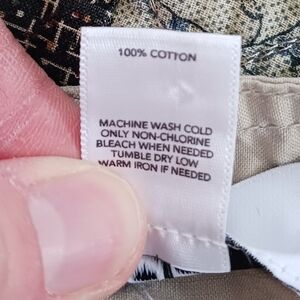 100% COTTON
MACHINE WASH COLD
ONLY NON-CHLORINE
BLEACH WHEN NEEDED
TUMBLE DRY LOW
WARM IRON IF NEEDED